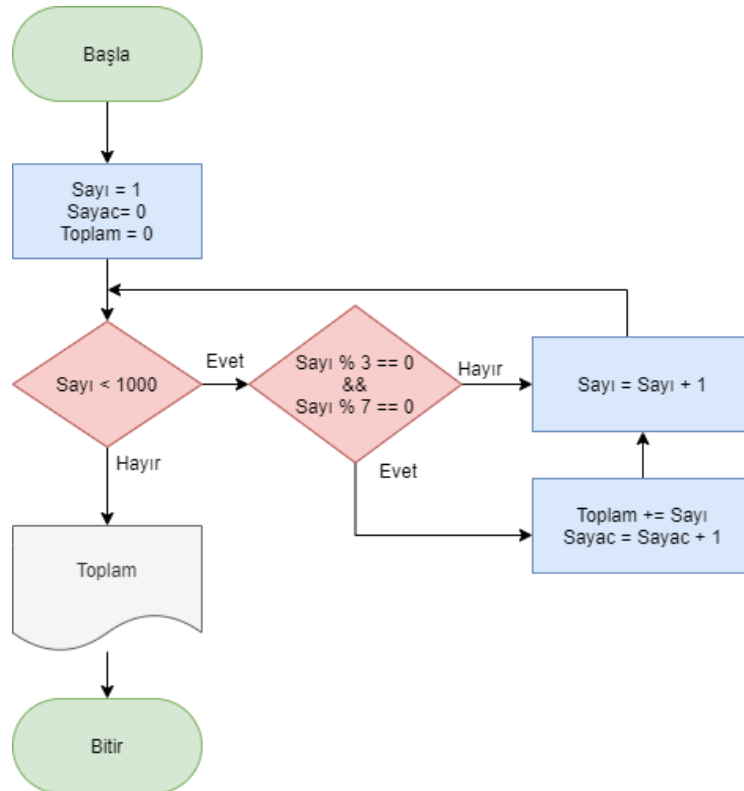 Başla
Sayı = 1
Sayac= 0
Toplam = 0
Sayı < 1000
Evet
Sayı % 3 == 0
&&
Sayı % 7 == 0
Hayır
Sayı = Sayı + 1
Hayır
Evet
Toplam += Sayı
Sayac = Sayac + 1
Toplam
Bitir